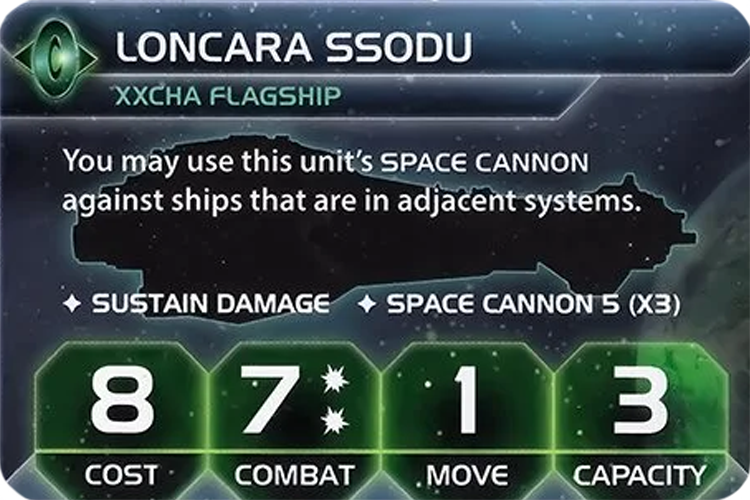 LONCARA SSODU
XXCHA FLAGSHIP
You may use this unit's SPACE CANNON
against ships that are in adjacent systems.
✦ SUSTAIN DAMAGE ✦ SPACE CANNON 5 (X3)
8 7 1 3
COST COMBAT MOVE CAPACITY